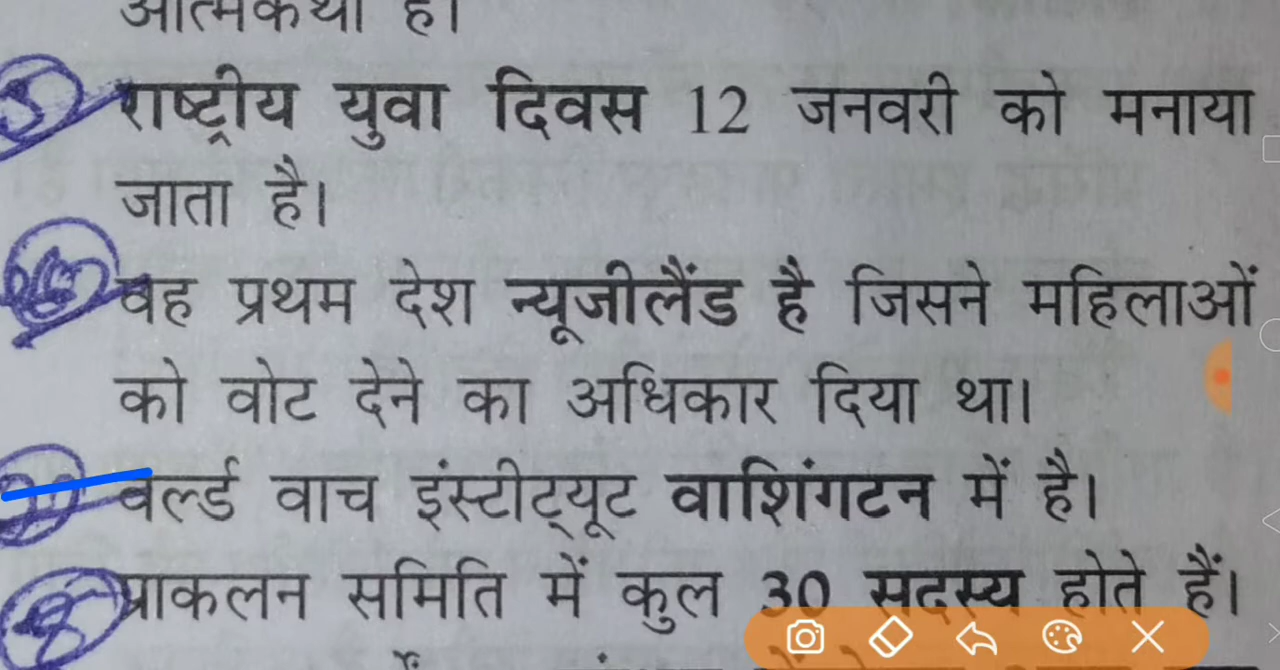 आत्मकथा है।
राष्ट्रीय युवा दिवस 12 जनवरी को मनाया
जाता है।
वह प्रथम देश न्यूजीलैंड है जिसने महिलाओं
को वोट देने का अधिकार दिया था।
वर्ल्ड वाच इंस्टीट्यूट वाशिंगटन में है।
प्राकलन समिति में कुल 30 सदस्य होते हैं।